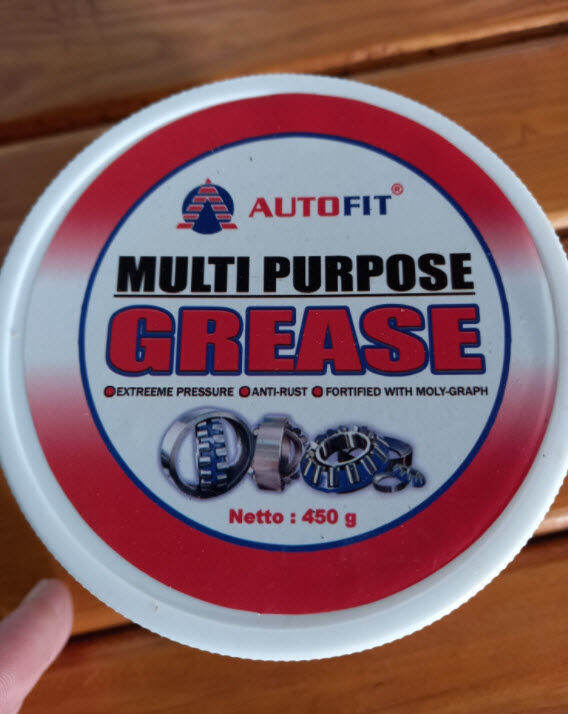 AUTOFIT®
MULTI PURPOSE
GREASE
EXTREEME PRESSURE ANTI-RUST FORTIFIED WITH MOLY-GRAPH
Netto : 450 g